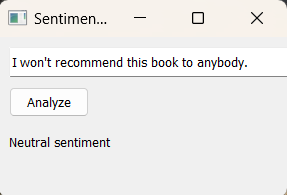 Sentimen...
I won't recommend this book to anybody.
Analyze
Neutral sentiment